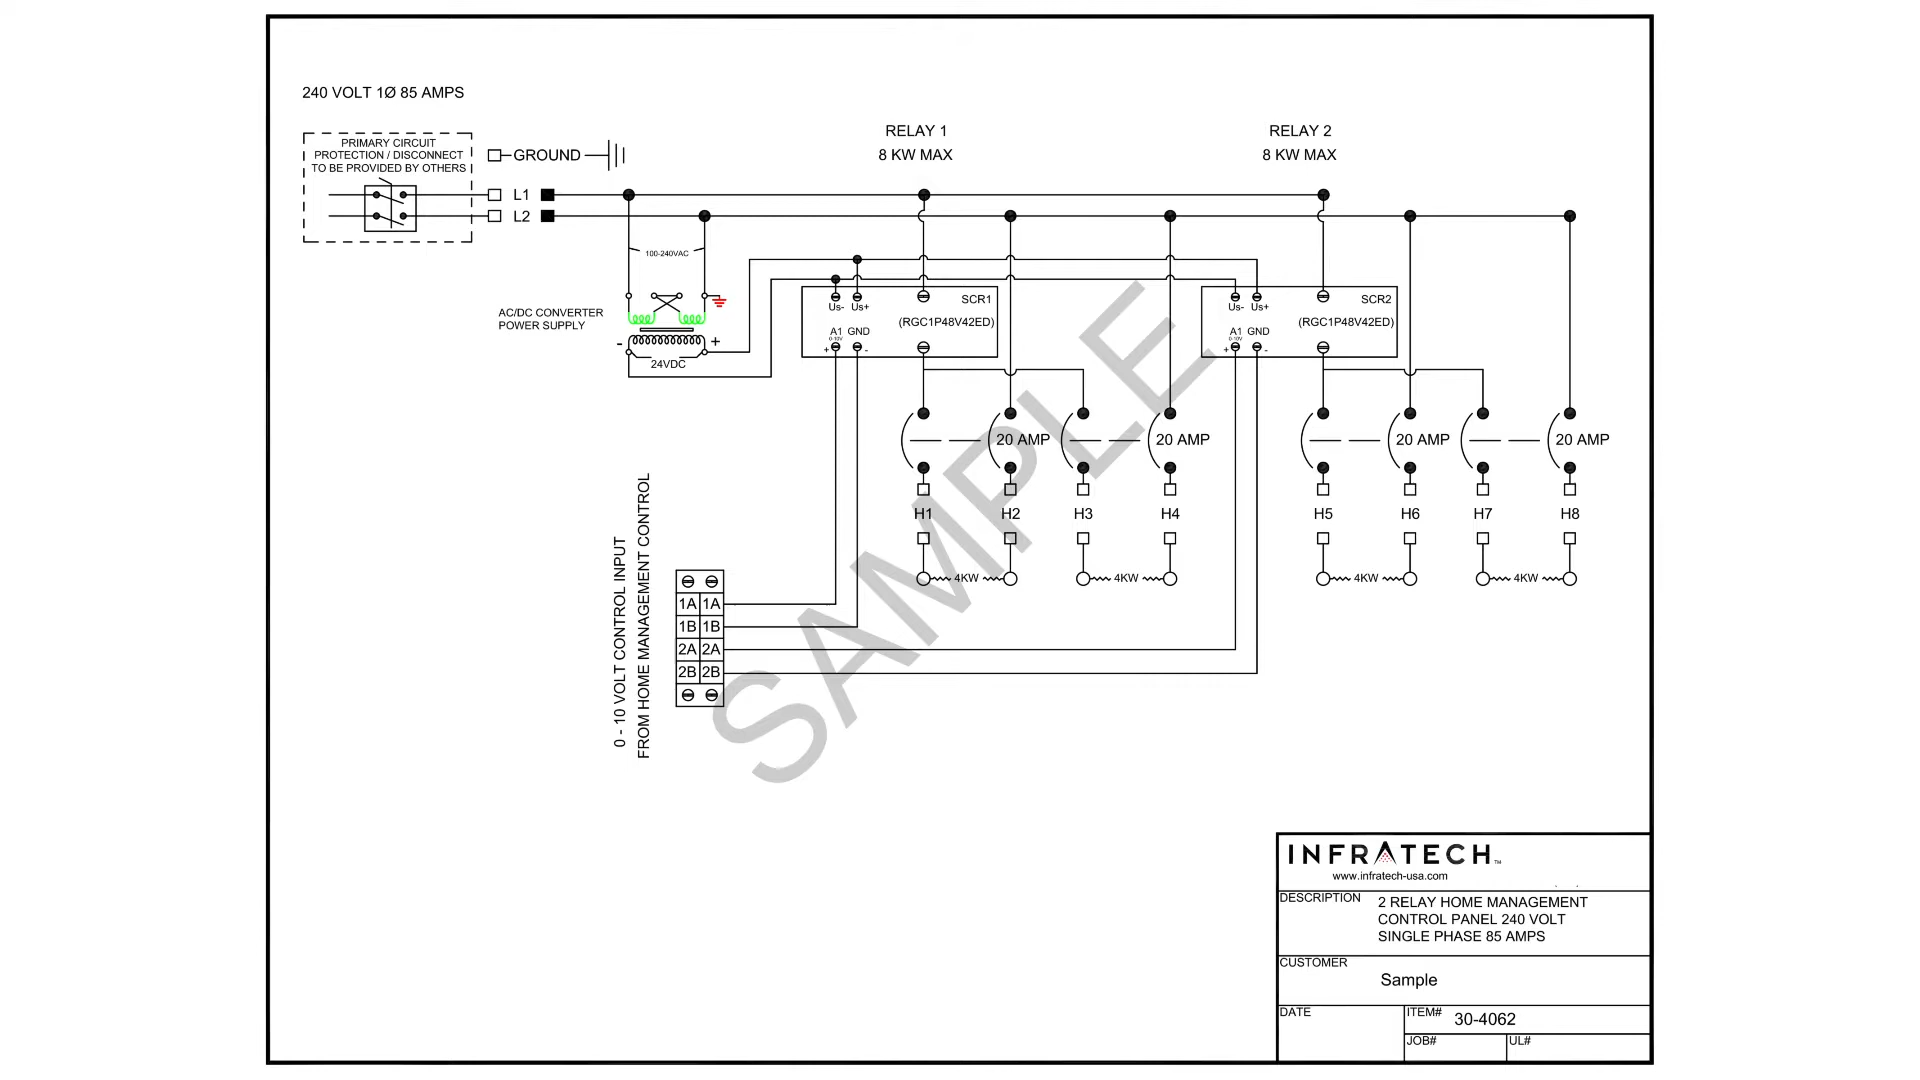 240 VOLT 1Ø 85 AMPS
PRIMARY CIRCUIT
PROTECTION / DISCONNECT
TO BE PROVIDED BY OTHERS
GROUND
L1
L2
RELAY 1
8 KW MAX
RELAY 2
8 KW MAX
100-240VAC
AC/DC CONVERTER
POWER SUPPLY
- +
24VDC
Us- Us+
SCR1
(RGC1P48V42ED)
A1 GND
0-10V
+ -
Us- Us+
SCR2
(RGC1P48V42ED)
A1 GND
0-10V
+ -
20 AMP
20 AMP
20 AMP
20 AMP
H1 H2 H3 H4 H5 H6 H7 H8
4KW 4KW 4KW 4KW
0 - 10 VOLT CONTROL INPUT
FROM HOME MANAGEMENT CONTROL
1A 1A
1B 1B
2A 2A
2B 2B
SAMPLE
INFRATECH™
www.infratech-usa.com
DESCRIPTION
2 RELAY HOME MANAGEMENT
CONTROL PANEL 240 VOLT
SINGLE PHASE 85 AMPS
CUSTOMER
Sample
DATE
ITEM# 30-4062
JOB#
UL#